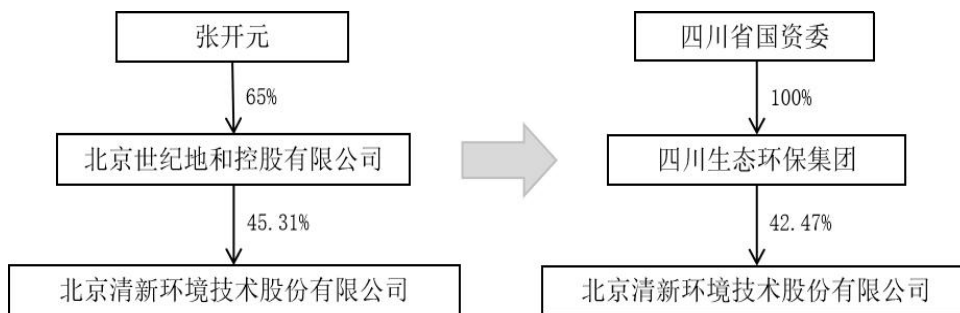 张开元
65%
北京世纪地和控股有限公司
45.31%
北京清新环境技术股份有限公司
四川省国资委
100%
四川生态环保集团
42.47%
北京清新环境技术股份有限公司